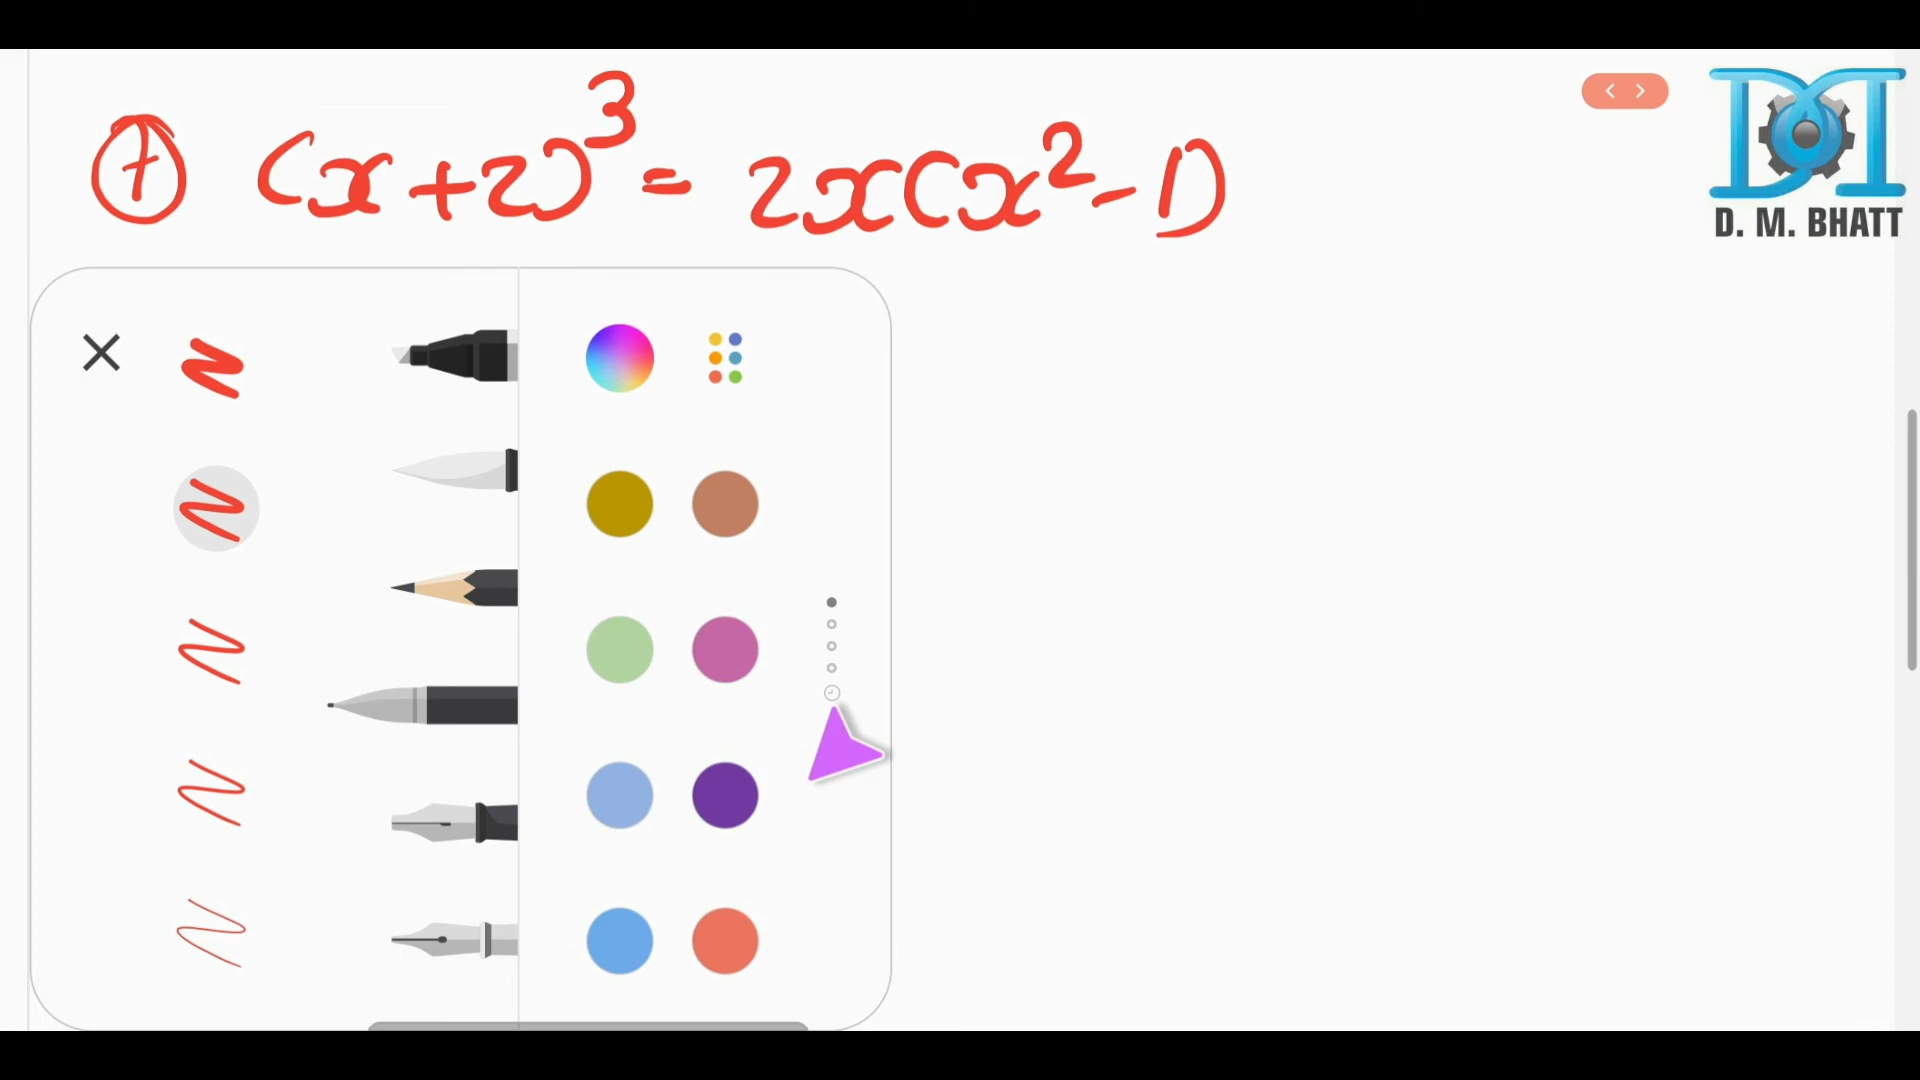 ⑦ (x+2)³ = 2x(x²-1)
D. M. BHATT